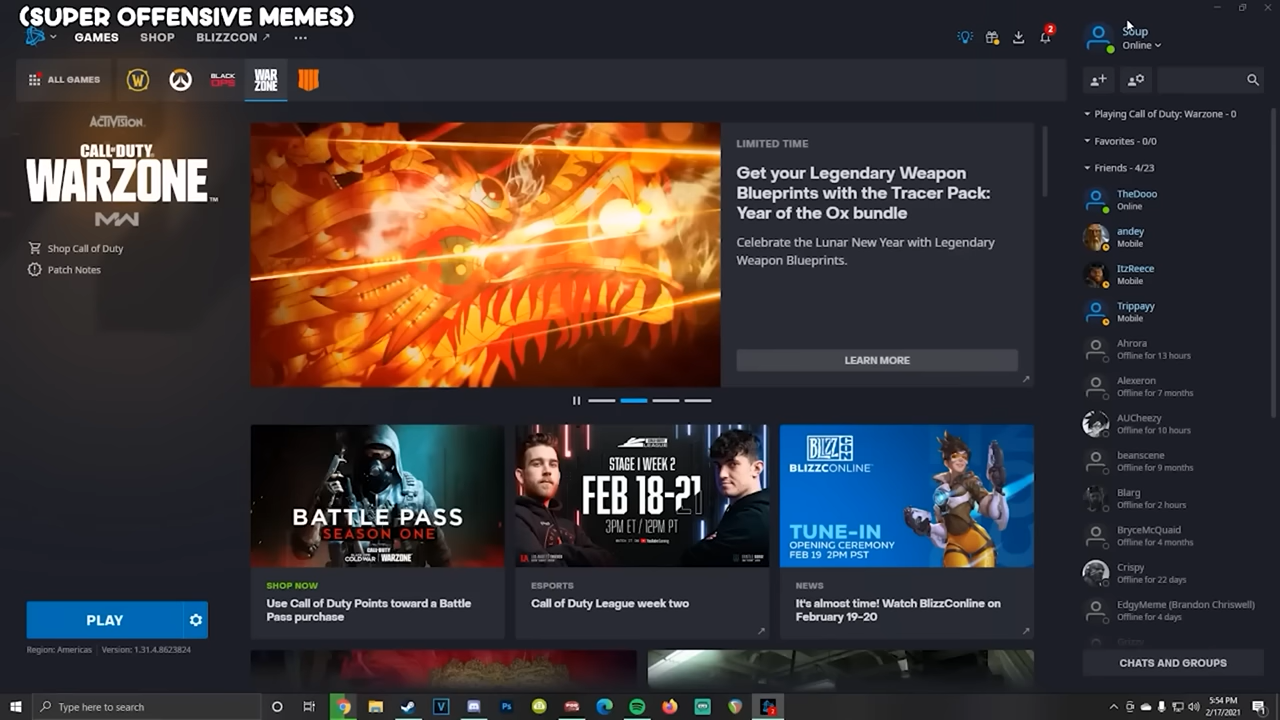 (SUPER OFFENSIVE MEMES)
GAMES
SHOP
BLIZZCON
2
Soup
Online
ALL GAMES
BLACK
OPS
WAR
ZONE
ACTIVISION
CALL OF DUTY
WARZONE
MW
Shop Call of Duty
Patch Notes
LIMITED TIME
Get your Legendary Weapon
Blueprints with the Tracer Pack:
Year of the Ox bundle
Celebrate the Lunar New Year with Legendary
Weapon Blueprints.
LEARN MORE
BATTLE PASS
SEASON ONE
CALL OF DUTY
COLD WAR
WARZONE
SHOP NOW
Use Call of Duty Points toward a Battle
Pass purchase
STAGE I WEEK 2
FEB 18-21
3PM ET / 12PM PT
ESPORTS
Call of Duty League week two
BLIZZ
BLIZZCONLINE
TUNE-IN
OPENING CEREMONY
FEB 19 2PM PST
NEWS
It's almost time! Watch BlizzConline on
February 19-20
Playing Call of Duty: Warzone - 0
Favorites - 0/0
Friends - 4/23
TheDooo
Online
andey
Mobile
ItzReece
Mobile
Trippayy
Mobile
Ahrora
Offline for 13 hours
Alexeron
Offline for 7 months
AUCheezy
Offline for 10 hours
beanscene
Offline for 9 months
Blarg
Offline for 2 hours
BryceMcQuaid
Offline for 4 months
Crispy
Offline for 22 days
EdgyMeme (Brandon Chriswell)
Offline for 4 days
CHATS AND GROUPS
PLAY
Region: Americas
Version: 1.31.4.8623824
Type here to search
5:54 PM
2/17/2021